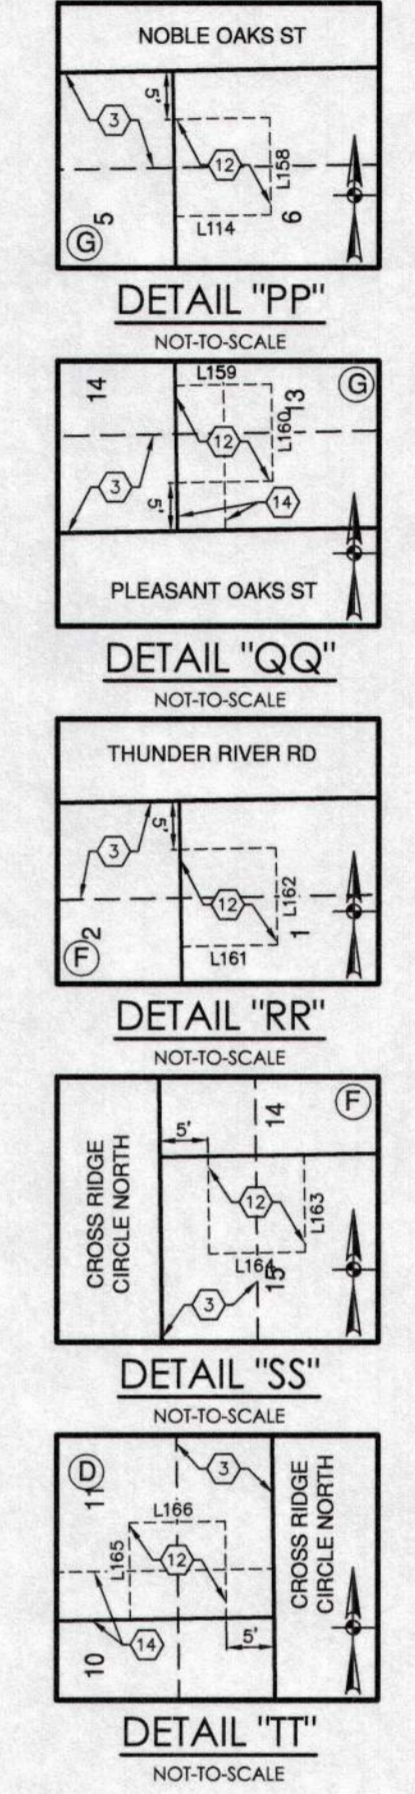 NOBLE OAKS ST
5'
3
12
L158
5
G
L114
6
DETAIL "PP"
NOT-TO-SCALE
14
L159
G
13
L160
12
3
5'
14
PLEASANT OAKS ST
DETAIL "QQ"
NOT-TO-SCALE
THUNDER RIVER RD
5'
3
L162
12
2
F
1
L161
DETAIL "RR"
NOT-TO-SCALE
F
14
5'
CROSS RIDGE
CIRCLE NORTH
12
L163
L164
15
3
DETAIL "SS"
NOT-TO-SCALE
D
3
11
L166
CROSS RIDGE
CIRCLE NORTH
L165
12
14
5'
10
DETAIL "TT"
NOT-TO-SCALE